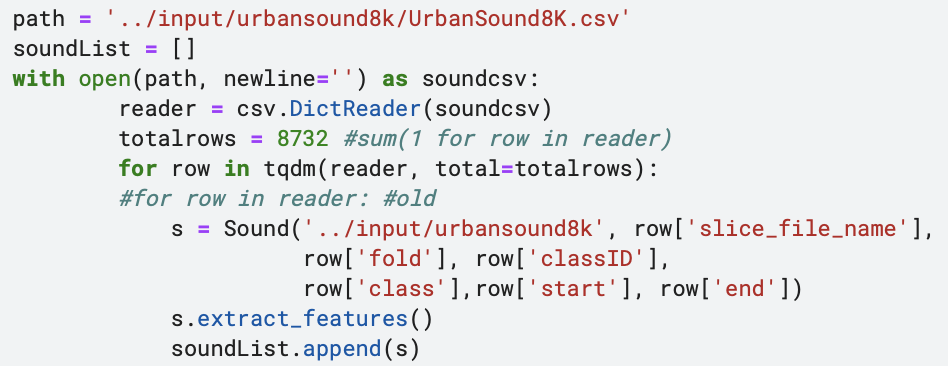 path = '../input/urbansound8k/UrbanSound8K.csv'
soundList = []
with open(path, newline='') as soundcsv:
        reader = csv.DictReader(soundcsv)
        totalrows = 8732 #sum(1 for row in reader)
        for row in tqdm(reader, total=totalrows):
        #for row in reader: #old
            s = Sound('../input/urbansound8k', row['slice_file_name'],
                      row['fold'], row['classID'],
                      row['class'],row['start'], row['end'])
            s.extract_features()
            soundList.append(s)